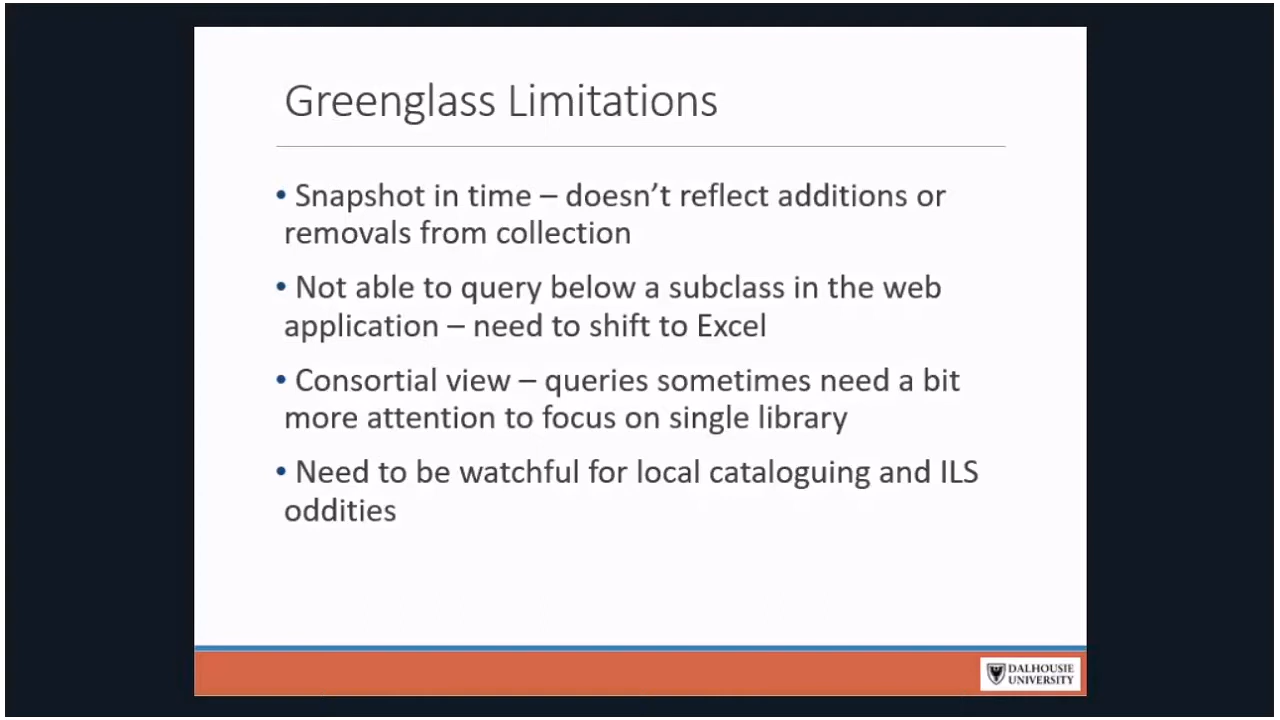 Greenglass Limitations
• Snapshot in time – doesn’t reflect additions or
removals from collection
• Not able to query below a subclass in the web
application – need to shift to Excel
• Consortial view – queries sometimes need a bit
more attention to focus on single library
• Need to be watchful for local cataloguing and ILS
oddities
DALHOUSIE
UNIVERSITY